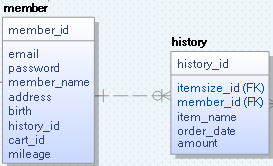 member
member_id
email
password
member_name
address
birth
history_id
cart_id
mileage
history
history_id
itemsize_id (FK)
member_id (FK)
item_name
order_date
amount